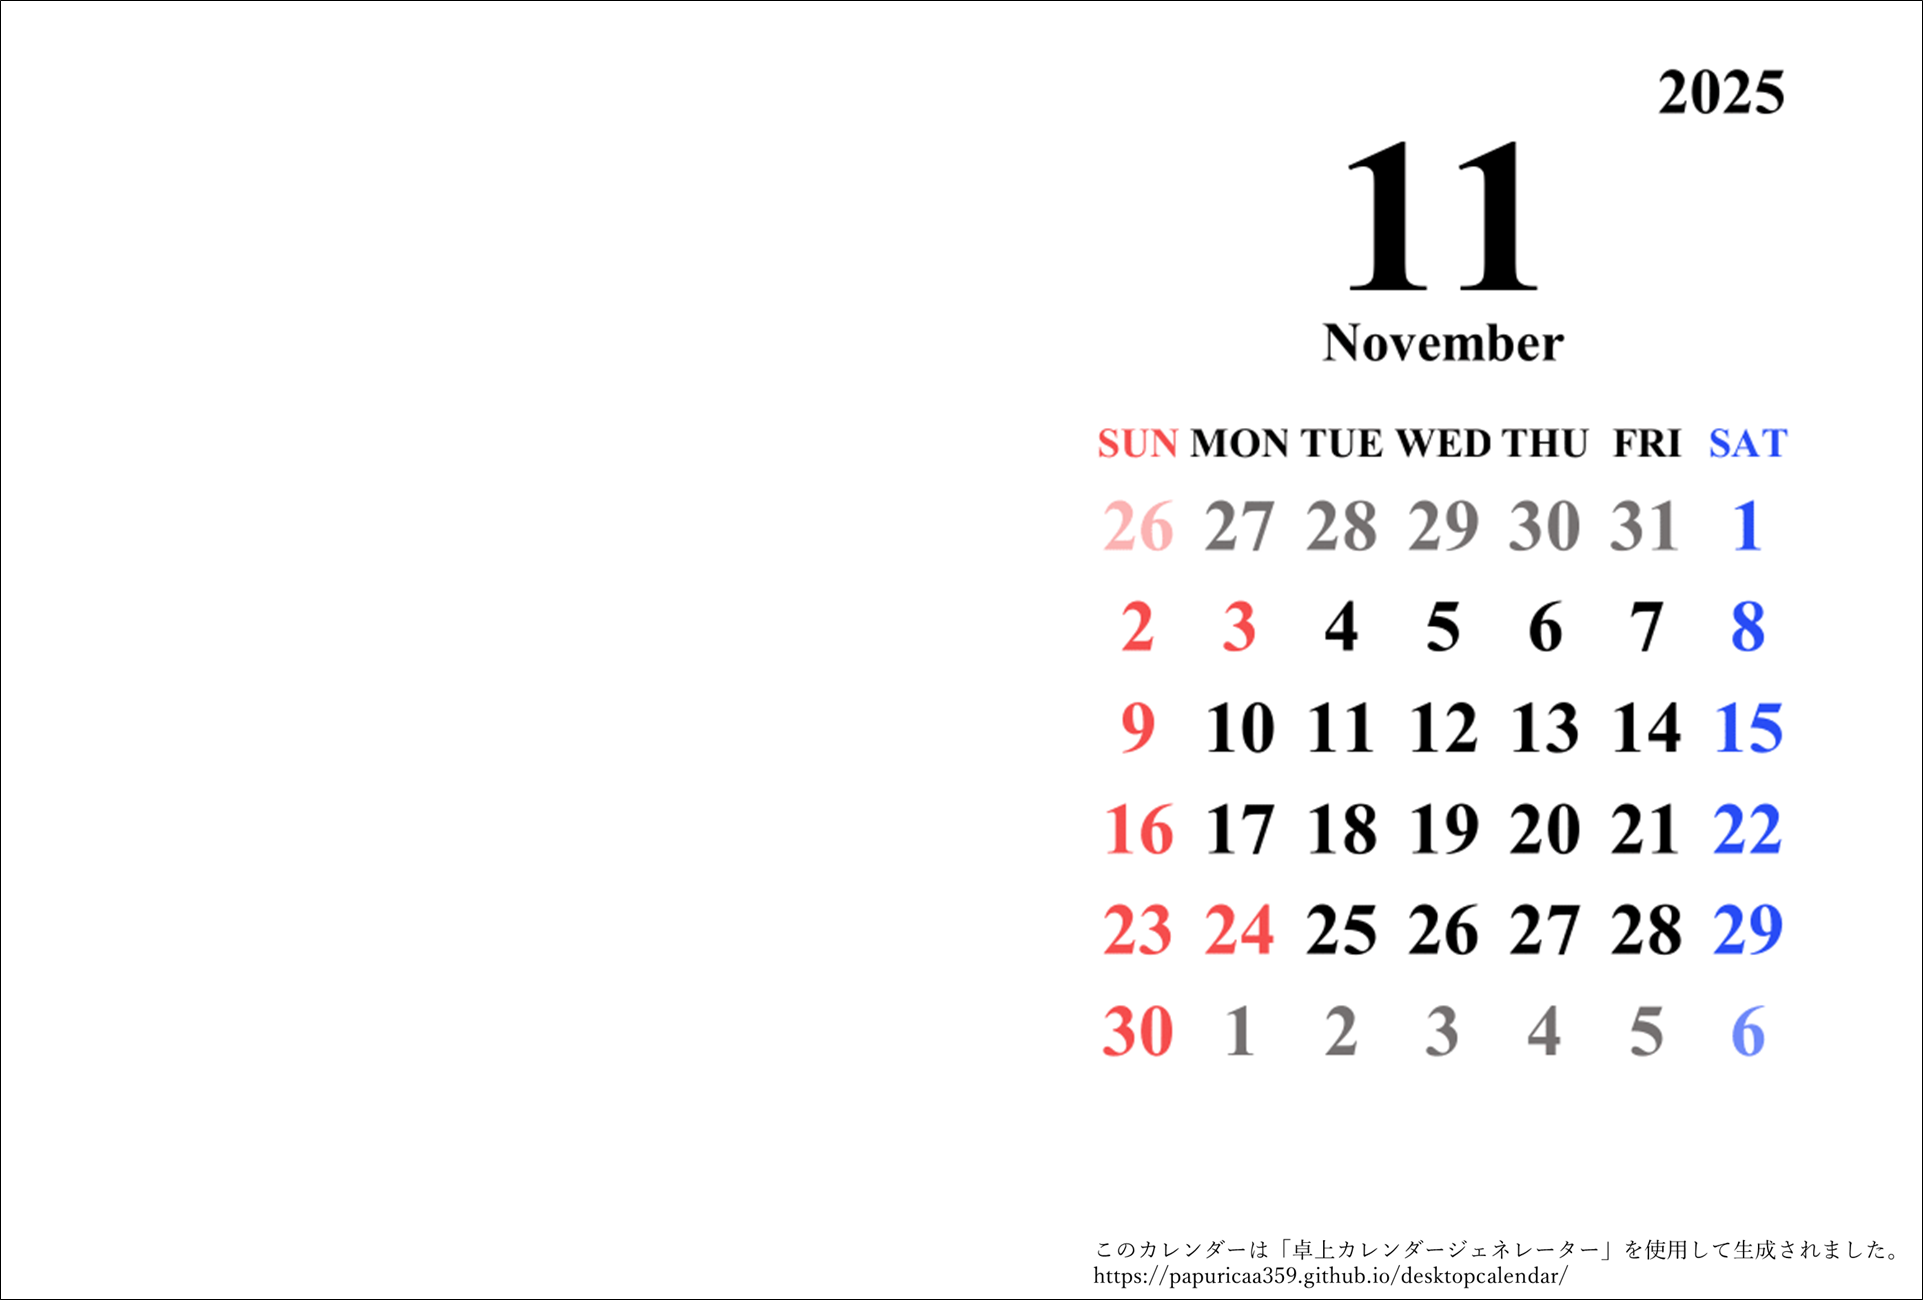 2025
11
November
SUN MON TUE WED THU FRI SAT
26 27 28 29 30 31 1
2 3 4 5 6 7 8
9 10 11 12 13 14 15
16 17 18 19 20 21 22
23 24 25 26 27 28 29
30 1 2 3 4 5 6
このカレンダーは「卓上カレンダージェネレーター」を使用して生成されました。
https://papuricaa359.github.io/desktopcalendar/